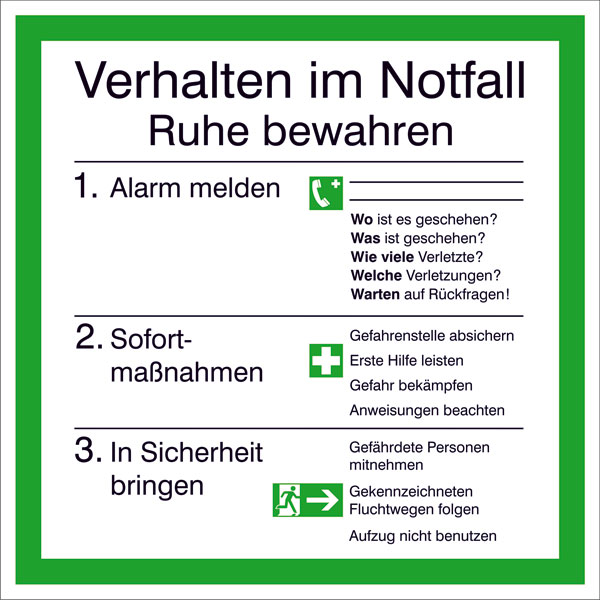 Verhalten im Notfall
Ruhe bewahren
1. Alarm melden
Wo ist es geschehen?
Was ist geschehen?
Wie viele Verletzte?
Welche Verletzungen?
Warten auf Rückfragen!
2. Sofort-
maßnahmen
Gefahrenstelle absichern
Erste Hilfe leisten
Gefahr bekämpfen
Anweisungen beachten
3. In Sicherheit
bringen
Gefährdete Personen
mitnehmen
Gekennzeichneten
Fluchtwegen folgen
Aufzug nicht benutzen